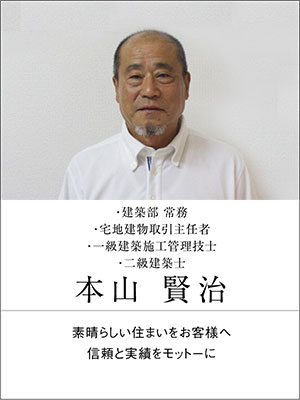 ・建築部 常務
・宅地建物取引主任者
・一級建築施工管理技士
・二級建築士
本山 賢治
素晴らしい住まいをお客様へ
信頼と実績をモットーに